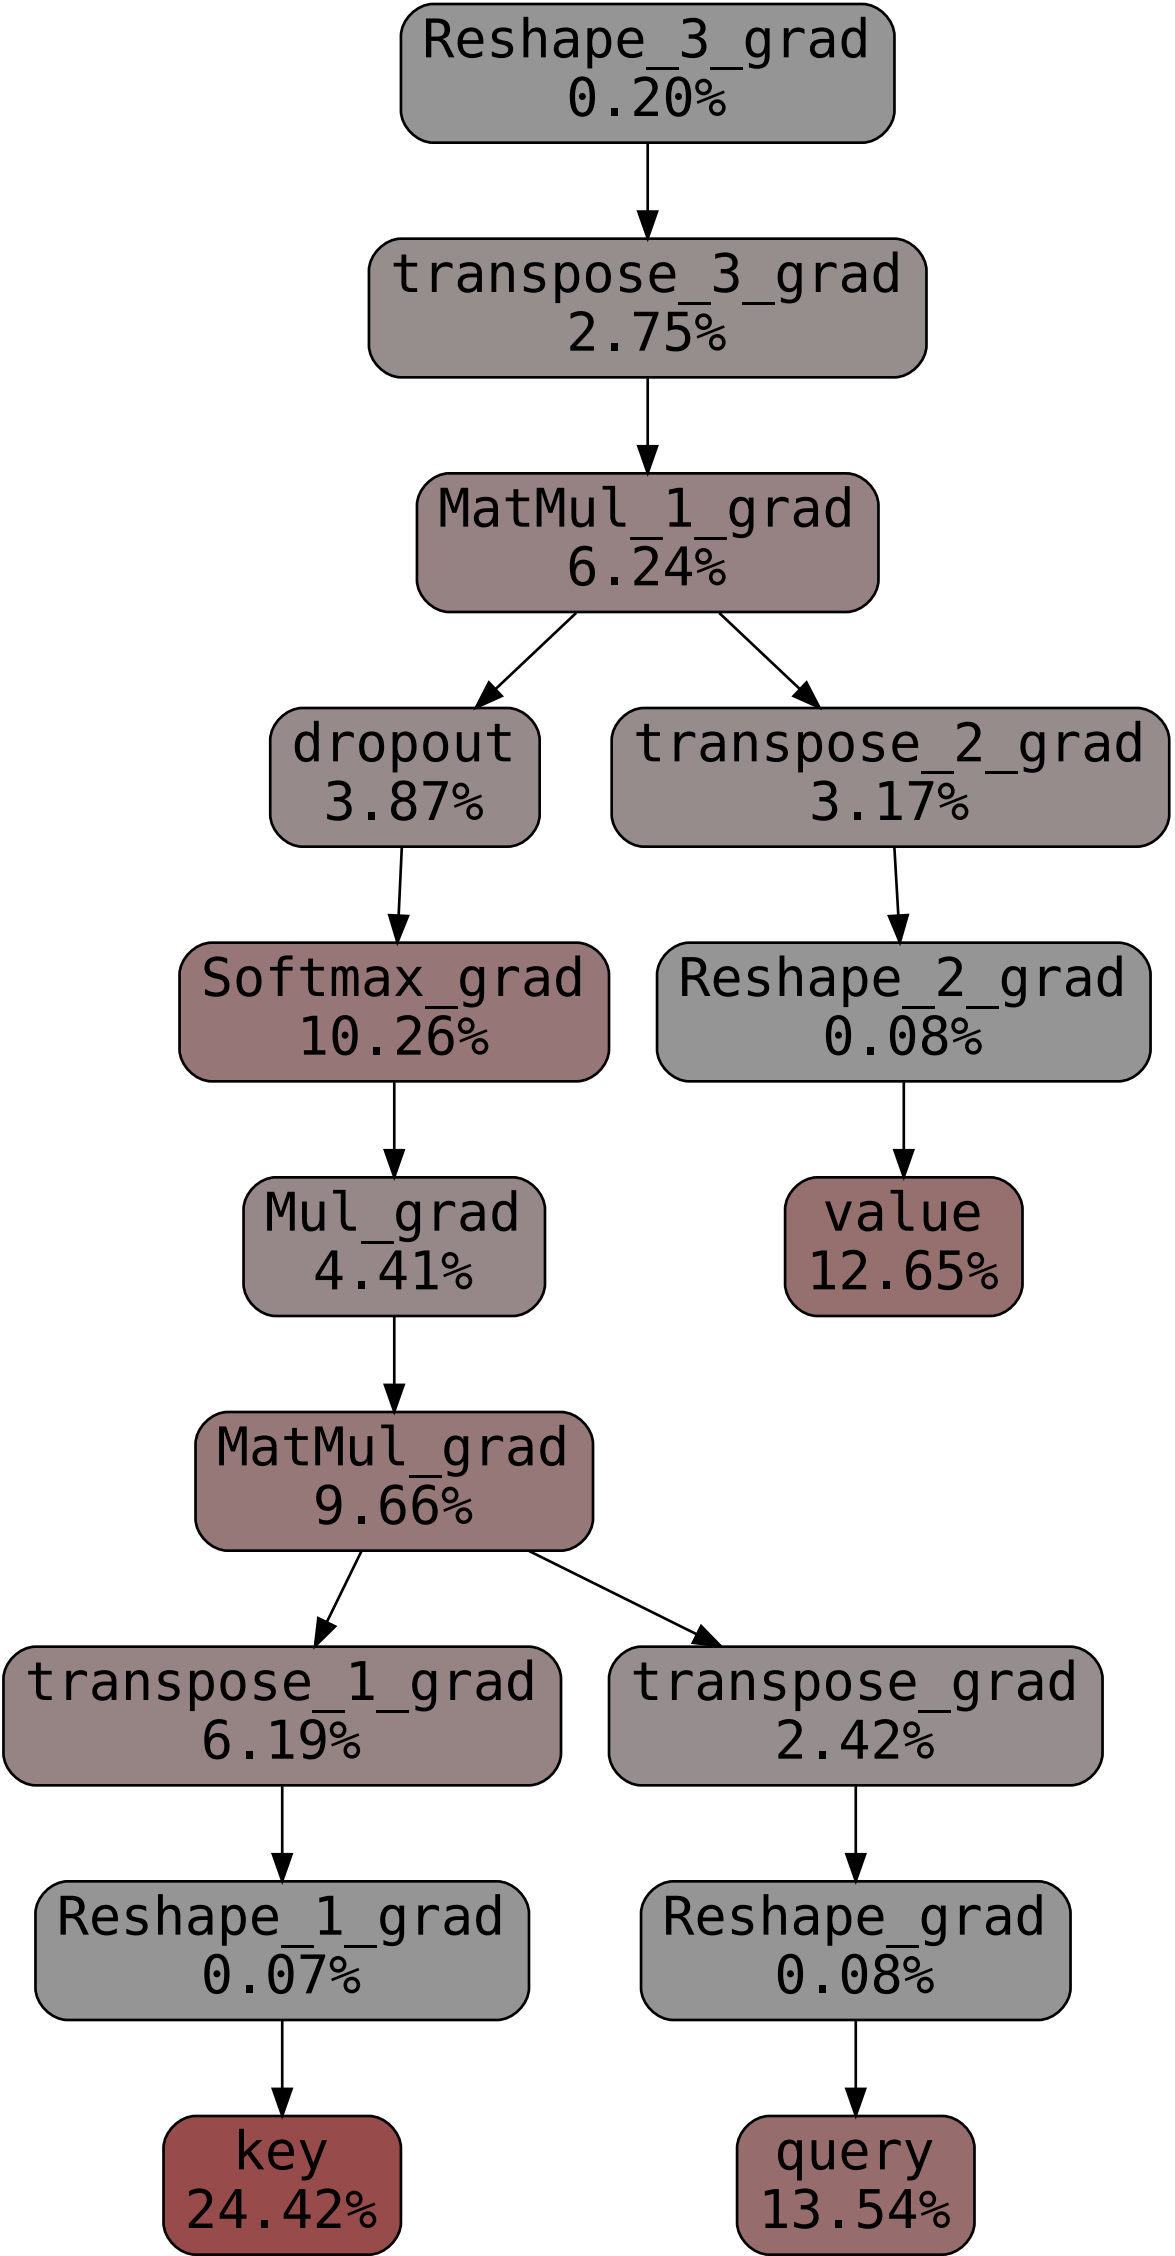 Reshape_3_grad
0.20%
transpose_3_grad
2.75%
MatMul_1_grad
6.24%
dropout
3.87%
transpose_2_grad
3.17%
Softmax_grad
10.26%
Reshape_2_grad
0.08%
Mul_grad
4.41%
value
12.65%
MatMul_grad
9.66%
transpose_1_grad
6.19%
transpose_grad
2.42%
Reshape_1_grad
0.07%
Reshape_grad
0.08%
key
24.42%
query
13.54%